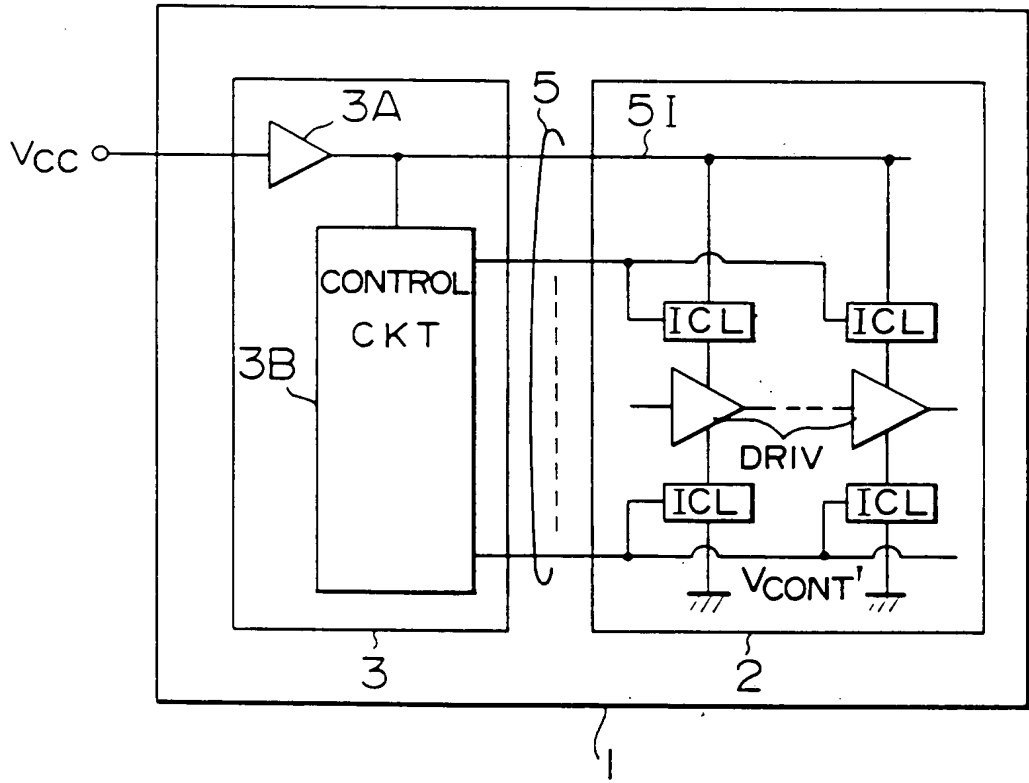 5
3A
5I
VCC
CONTROL
CKT
ICL
ICL
3B
DRIV
ICL
ICL
VCONT'
3
2
1